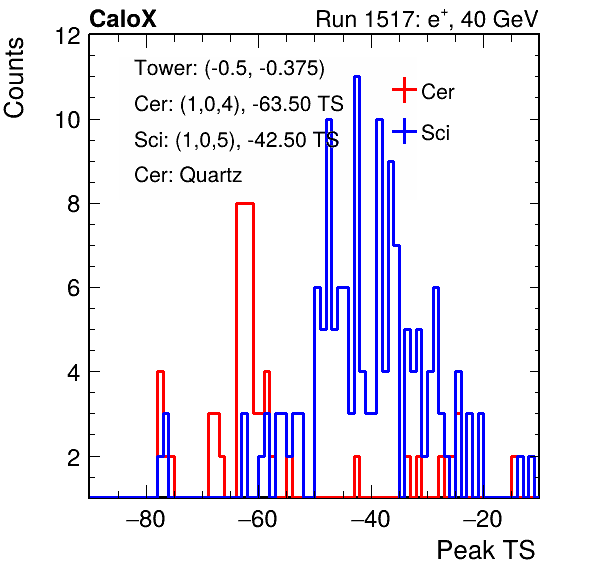 CaloX Run 1517: e⁺, 40 GeV
Counts
12
10
8
6
4
2
Tower: (-0.5, -0.375)
Cer: (1,0,4), -63.50 TS
Sci: (1,0,5), -42.50 TS
Cer: Quartz
Cer
Sci
−80 −60 −40 −20
Peak TS